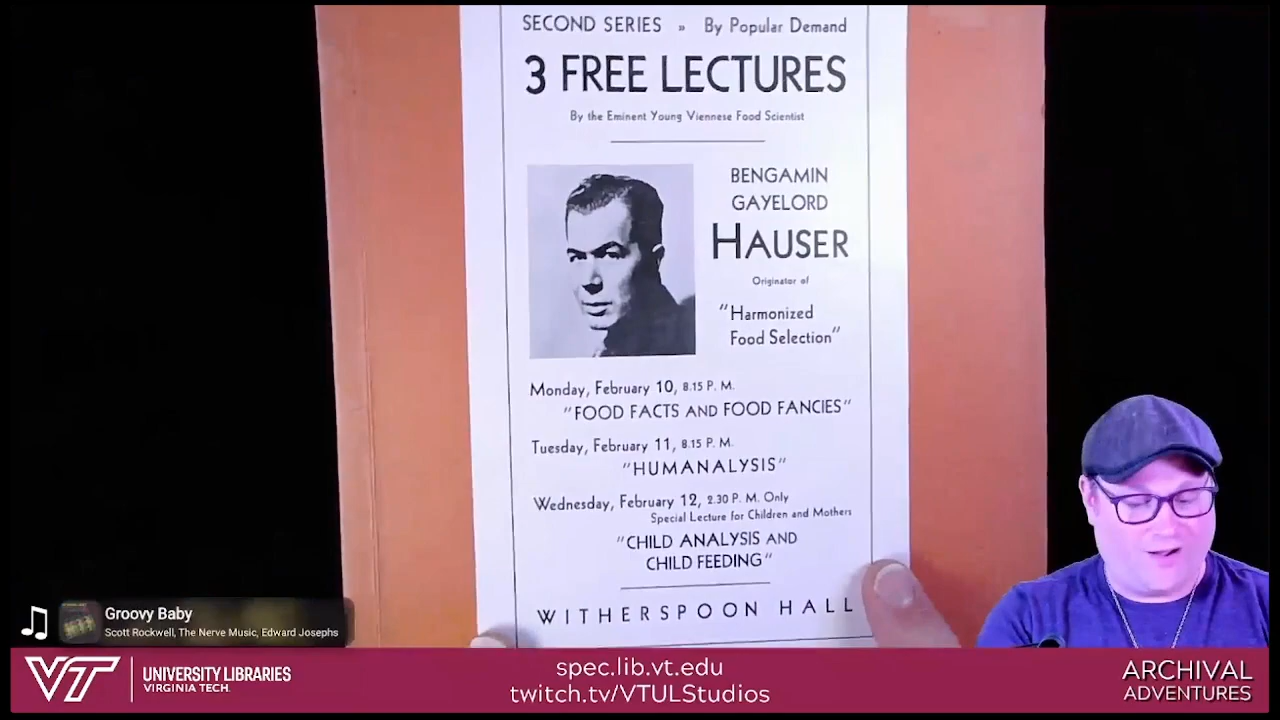 SECOND SERIES » By Popular Demand
3 FREE LECTURES
By the Eminent Young Viennese Food Scientist
BENGAMIN
GAYELORD
HAUSER
Originator of
"Harmonized
Food Selection"
Monday, February 10, 8.15 P. M.
"FOOD FACTS AND FOOD FANCIES"
Tuesday, February 11, 8.15 P. M.
"HUMANALYSIS"
Wednesday, February 12, 2.30 P. M. Only
Special Lecture for Children and Mothers
"CHILD ANALYSIS AND
CHILD FEEDING"
WITHERSPOON HALL
Groovy Baby
Scott Rockwell, The Nerve Music, Edward Josephs
VT
UNIVERSITY LIBRARIES
VIRGINIA TECH.
spec.lib.vt.edu
twitch.tv/VTULStudios
ARCHIVAL
ADVENTURES